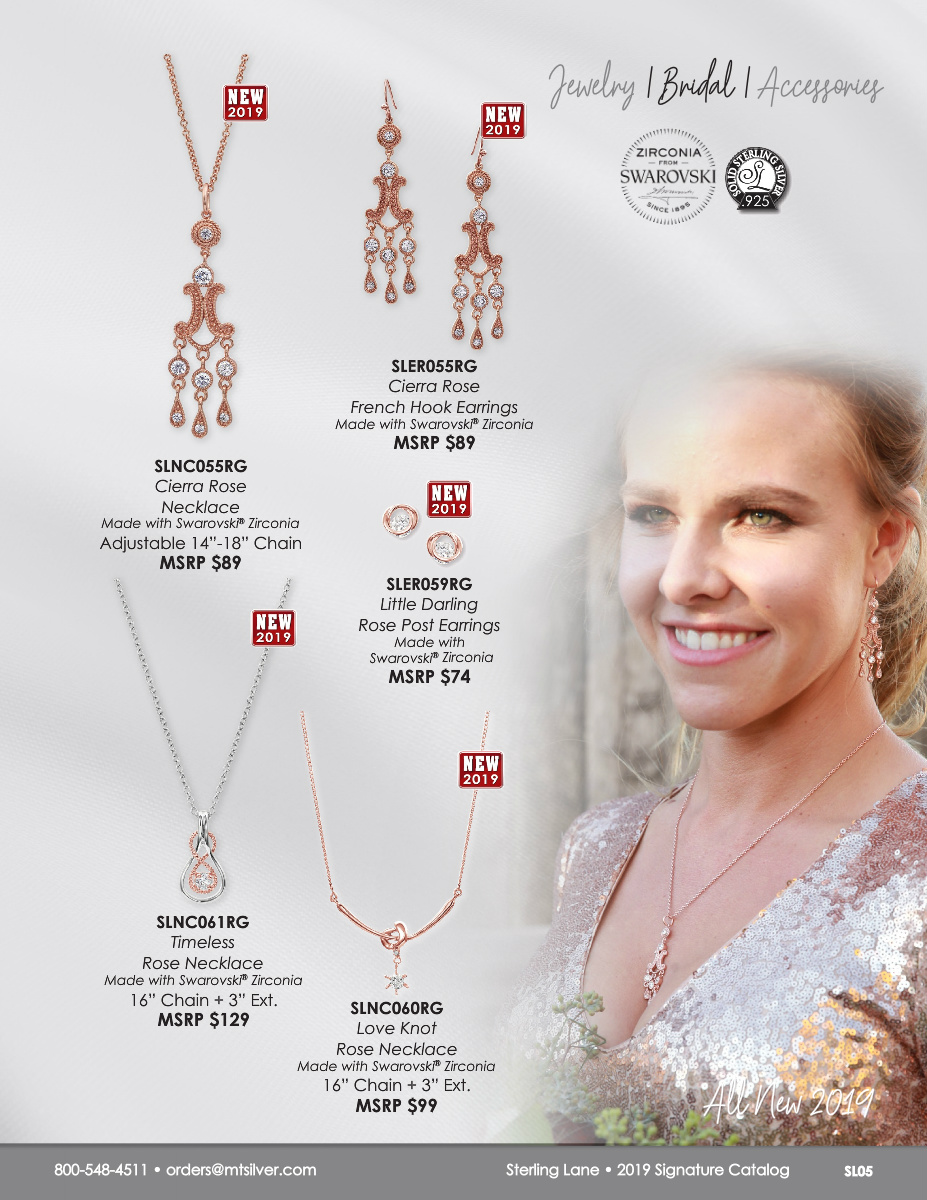 Jewelry | Bridal | Accessories
NEW
2019
NEW
2019
ZIRCONIA
FROM
SWAROVSKI
SINCE 1895
SOLID STERLING SILVER
SL
.925
SLER055RG
Cierra Rose
French Hook Earrings
Made with Swarovski® Zirconia
MSRP $89
SLNC055RG
Cierra Rose
Necklace
Made with Swarovski® Zirconia
Adjustable 14”-18” Chain
MSRP $89
NEW
2019
SLER059RG
Little Darling
Rose Post Earrings
Made with
Swarovski® Zirconia
MSRP $74
NEW
2019
SLNC061RG
Timeless
Rose Necklace
Made with Swarovski® Zirconia
16” Chain + 3” Ext.
MSRP $129
NEW
2019
SLNC060RG
Love Knot
Rose Necklace
Made with Swarovski® Zirconia
16” Chain + 3” Ext.
MSRP $99
All New 2019
800-548-4511 • orders@mtsilver.com
Sterling Lane • 2019 Signature Catalog
SL05